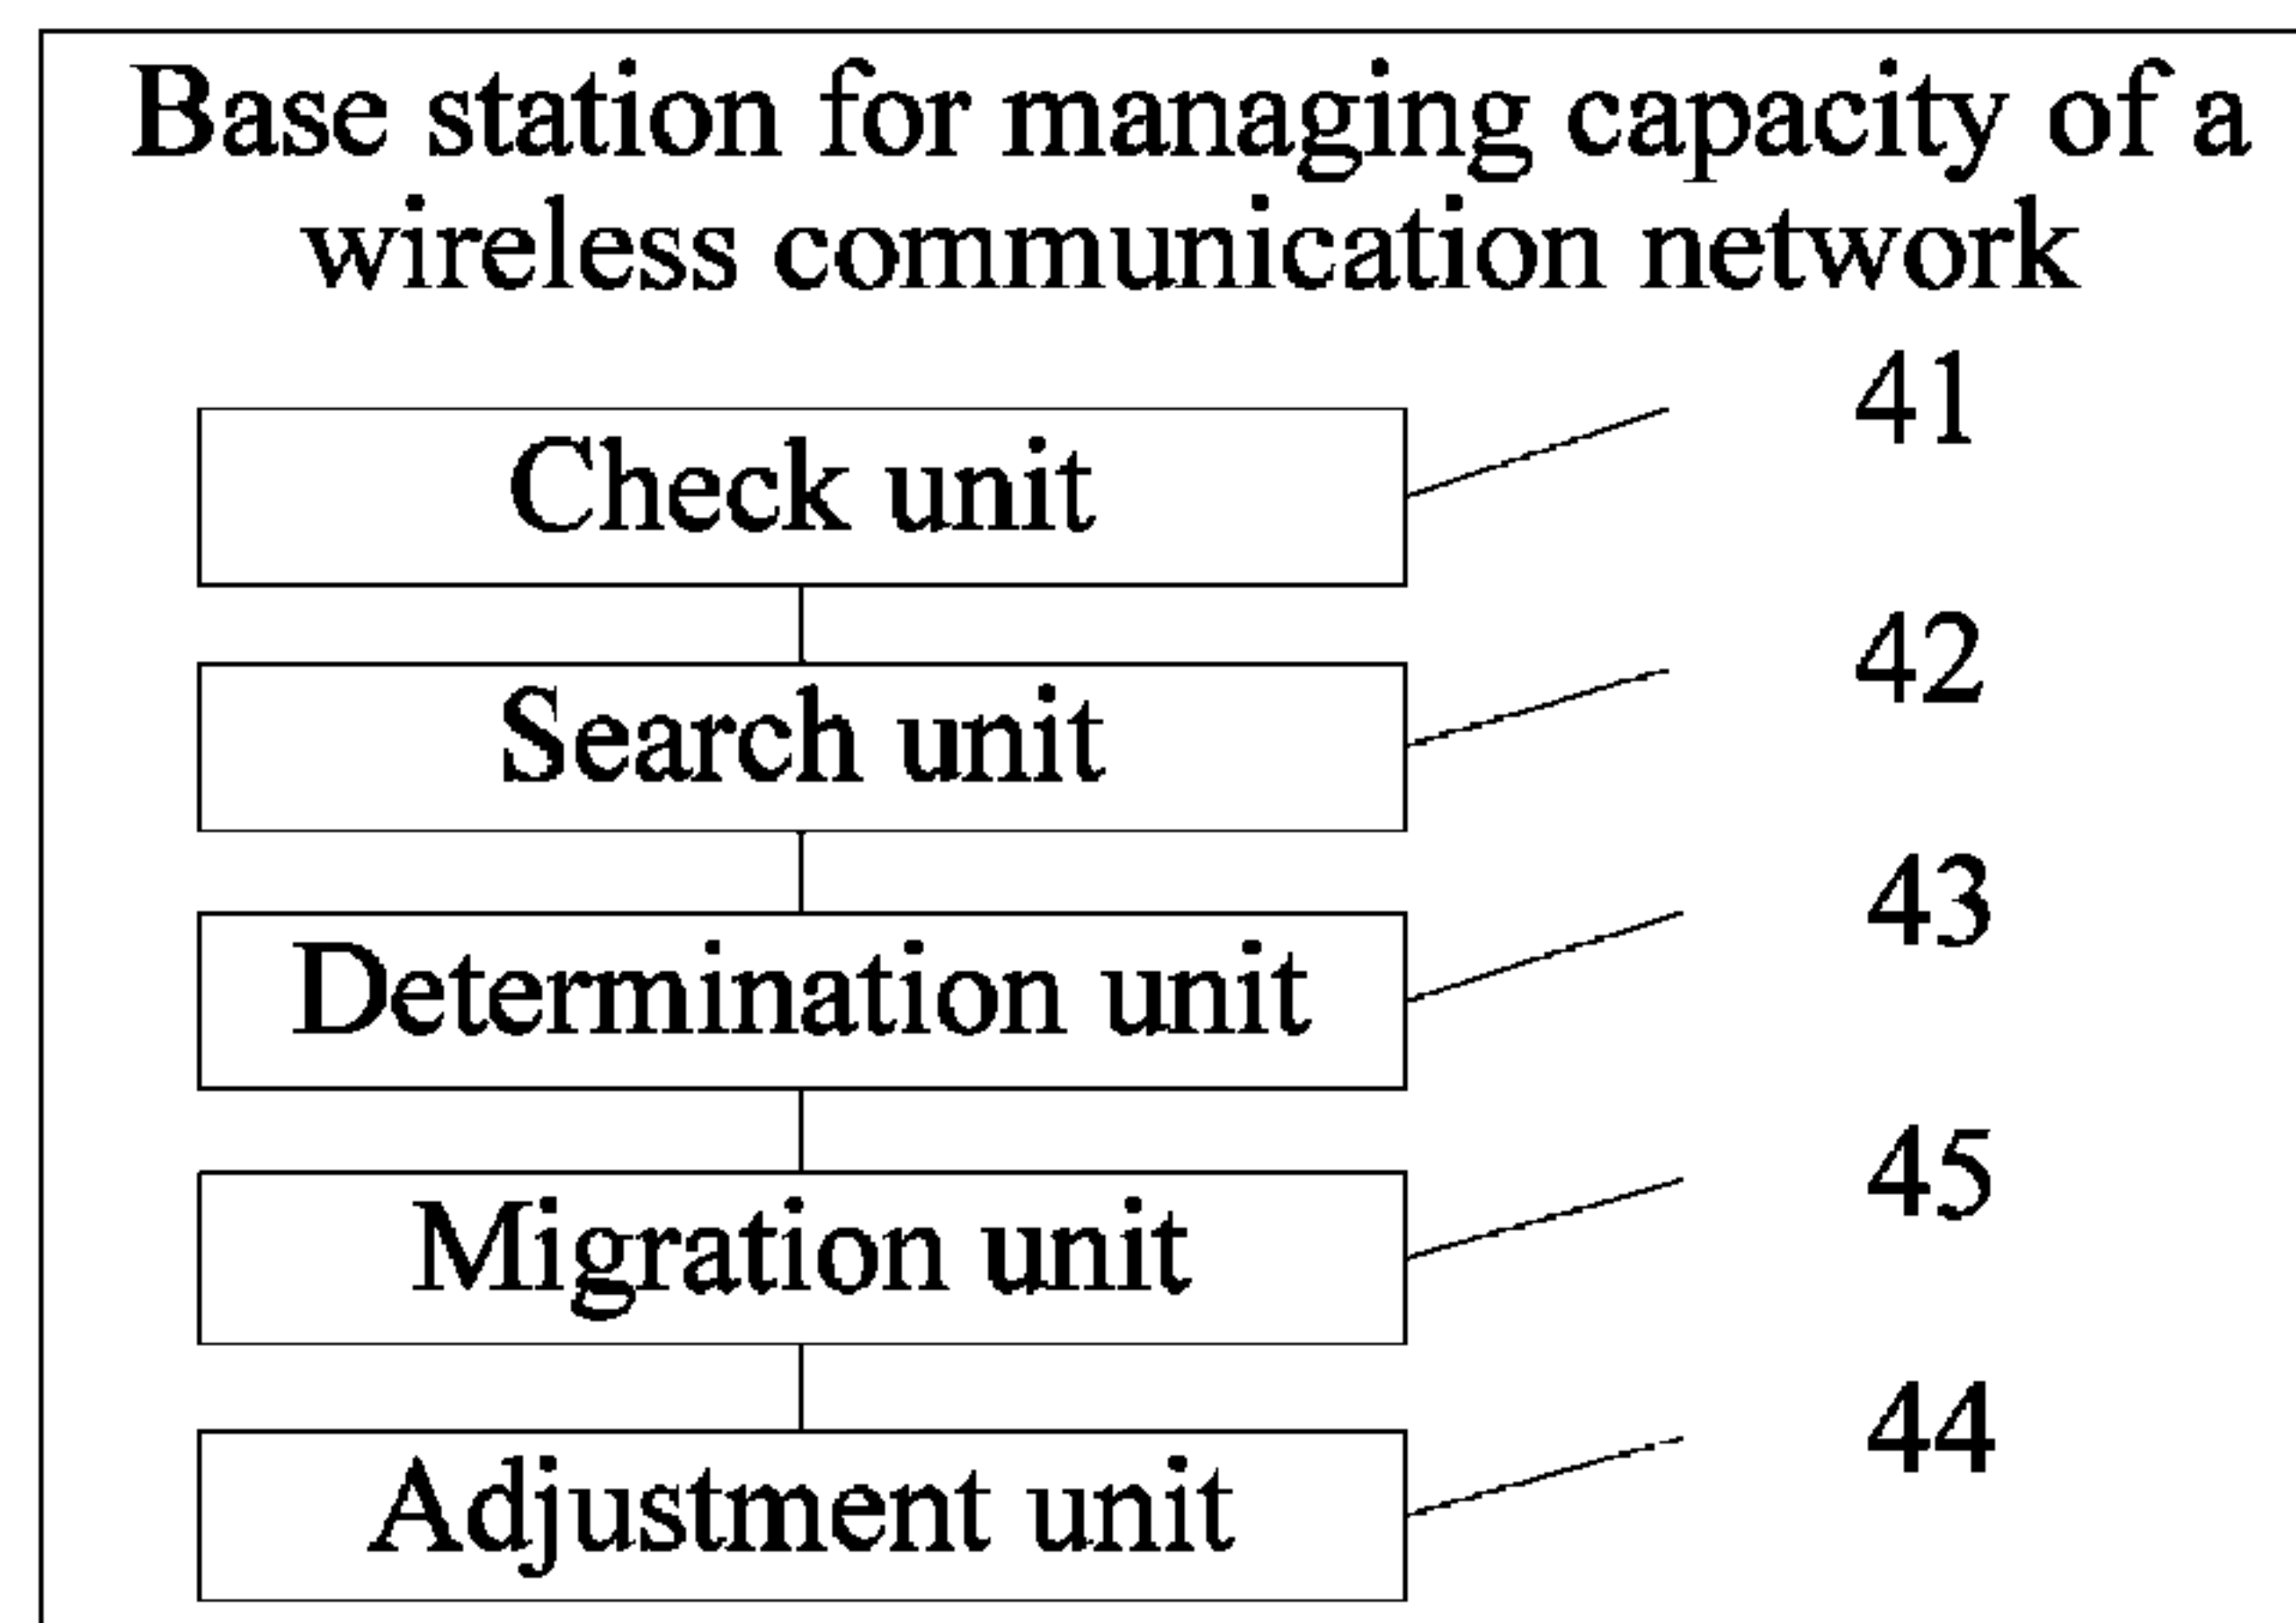 Base station for managing capacity of a
wireless communication network
41
Check unit
42
Search unit
43
Determination unit
45
Migration unit
44
Adjustment unit